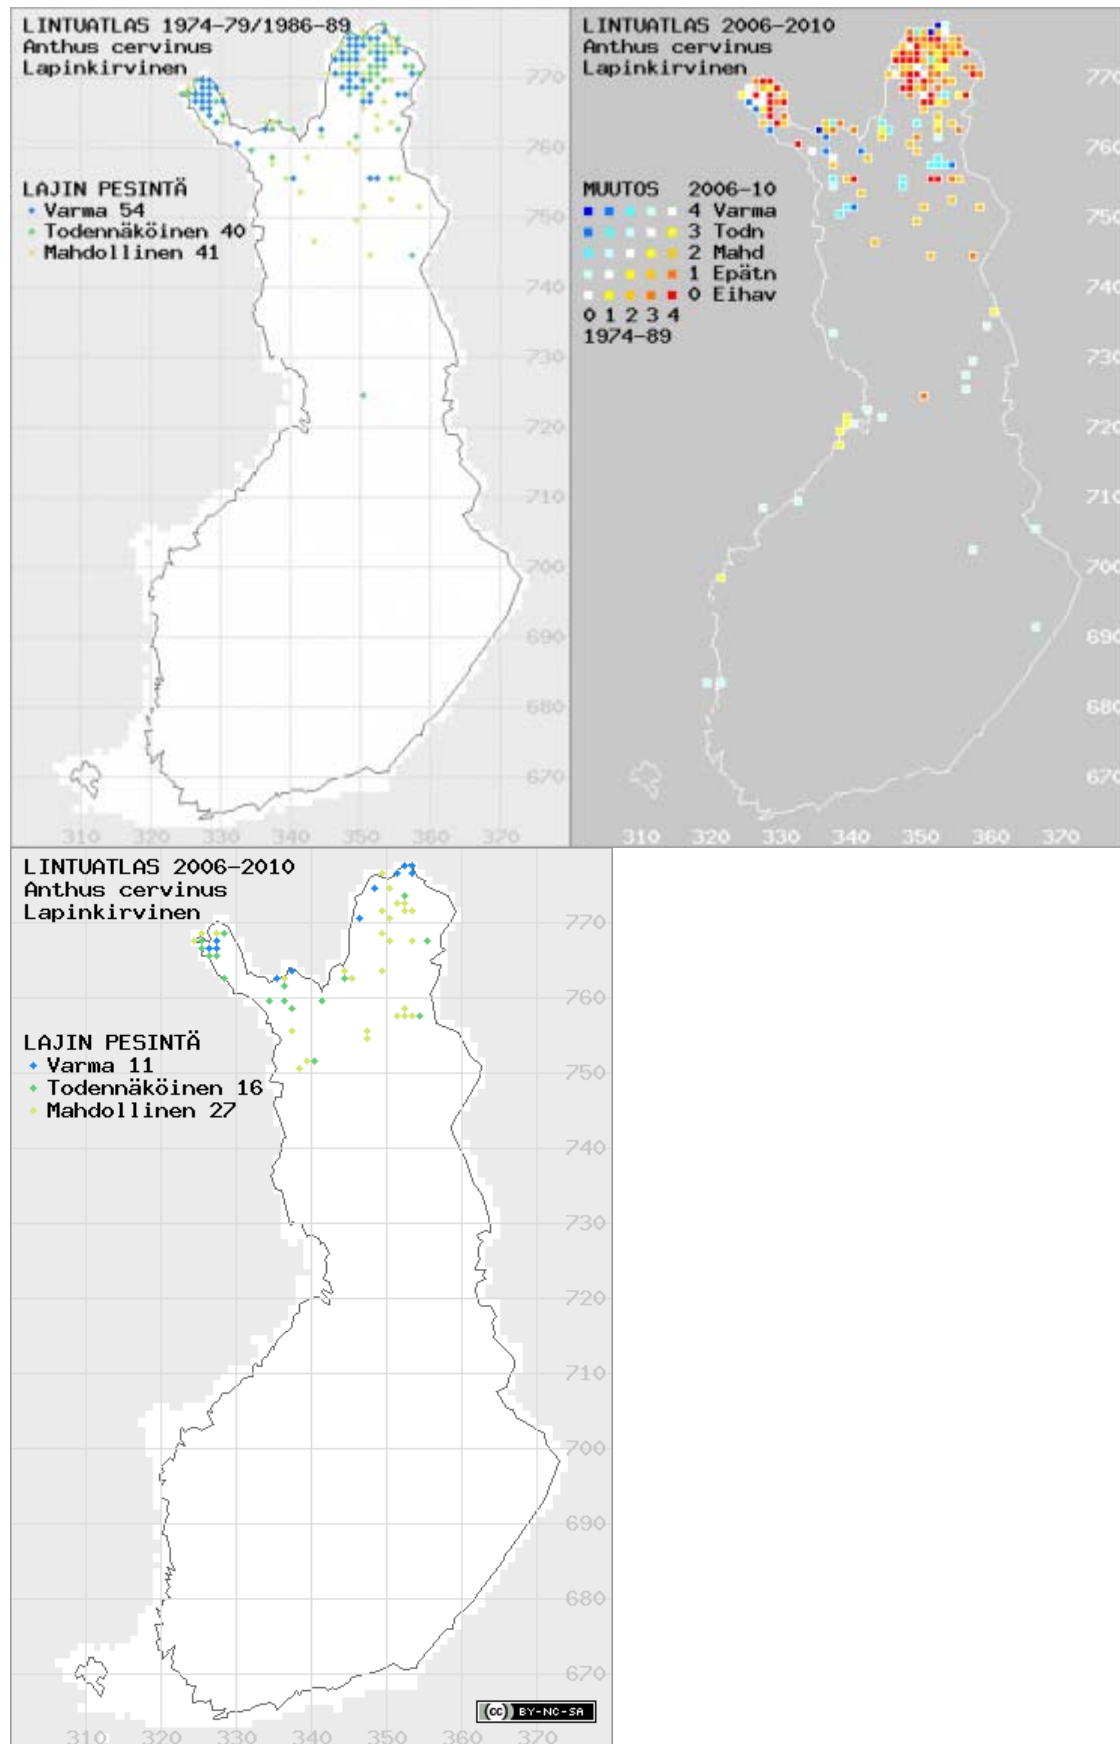 LINTUATLAS 1974-79/1986-89
Anthus cervinus
Lapinkirvinen
770
760
LAJIN PESINTÄ
Varma 54
Todennäköinen 40
Mahdollinen 41
750
740
730
720
710
700
690
680
670
310 320 330 340 350 360 370
LINTUATLAS 2006-2010
Anthus cervinus
Lapinkirvinen
770
760
MUUTOS 2006-10
4 Varma
3 Todn
2 Mahd
1 Epätn
0 Eihav
0 1 2 3 4
1974-89
750
740
730
720
710
700
690
680
670
310 320 330 340 350 360 370
LINTUATLAS 2006-2010
Anthus cervinus
Lapinkirvinen
770
760
LAJIN PESINTÄ
Varma 11
Todennäköinen 16
Mahdollinen 27
750
740
730
720
710
700
690
680
670
310 320 330 340 350 360 370
cc BY-NC-SA